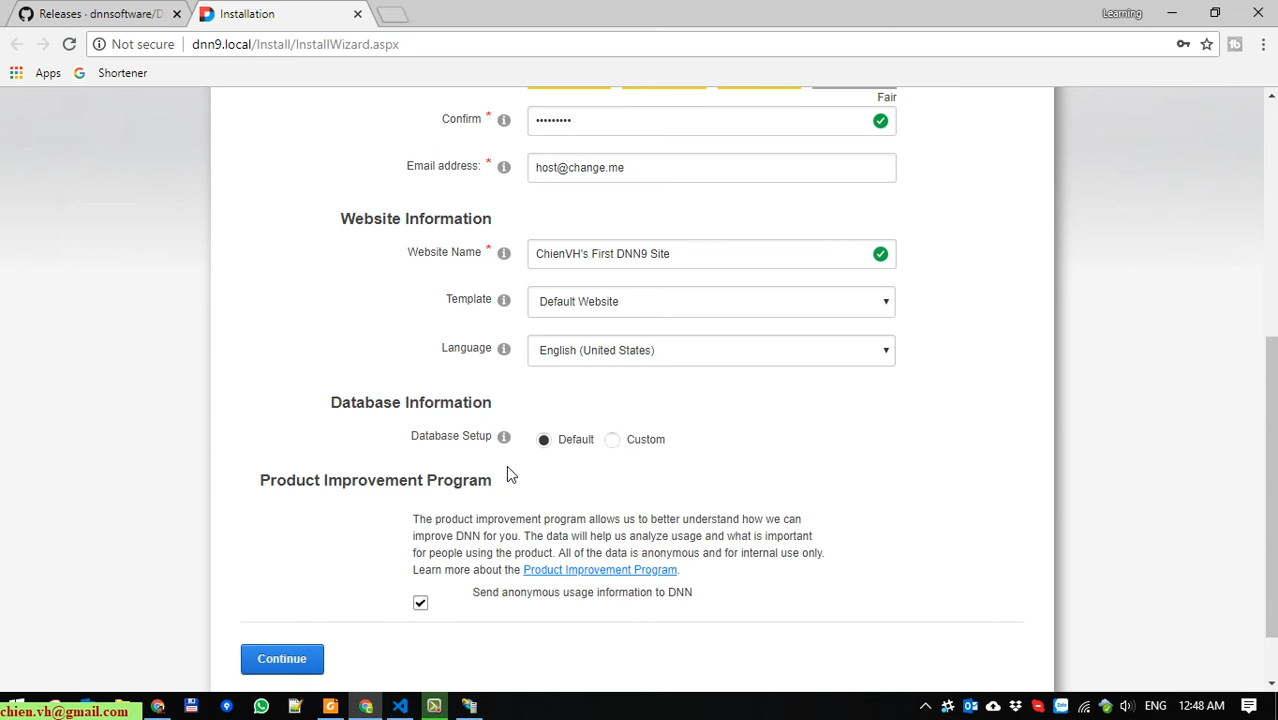 Releases · dnnsoftware/D
Installation
Learning
Not secure
dnn9.local/Install/InstallWizard.aspx
Apps
Shortener
Fair
Confirm *
•••••••••
Email address: *
host@change.me
Website Information
Website Name *
ChienVH's First DNN9 Site
Template
Default Website
Language
English (United States)
Database Information
Database Setup
Default
Custom
Product Improvement Program
The product improvement program allows us to better understand how we can
improve DNN for you. The data will help us analyze usage and what is important
for people using the product. All of the data is anonymous and for internal use only.
Learn more about the Product Improvement Program.
Send anonymous usage information to DNN
Continue
chien.vh@gmail.com
ENG
12:48 AM